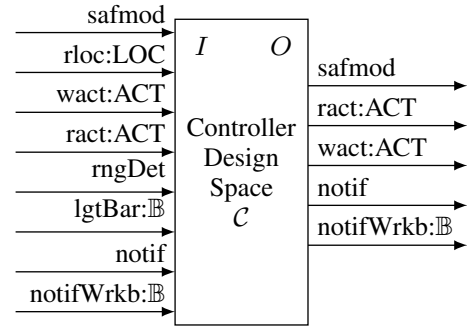 safmod
rloc:LOC
wact:ACT
ract:ACT
rngDet
lgtBar:𝔹
notif
notifWrkb:𝔹
I O
Controller
Design
Space
𝒞
safmod
ract:ACT
wact:ACT
notif
notifWrkb:𝔹